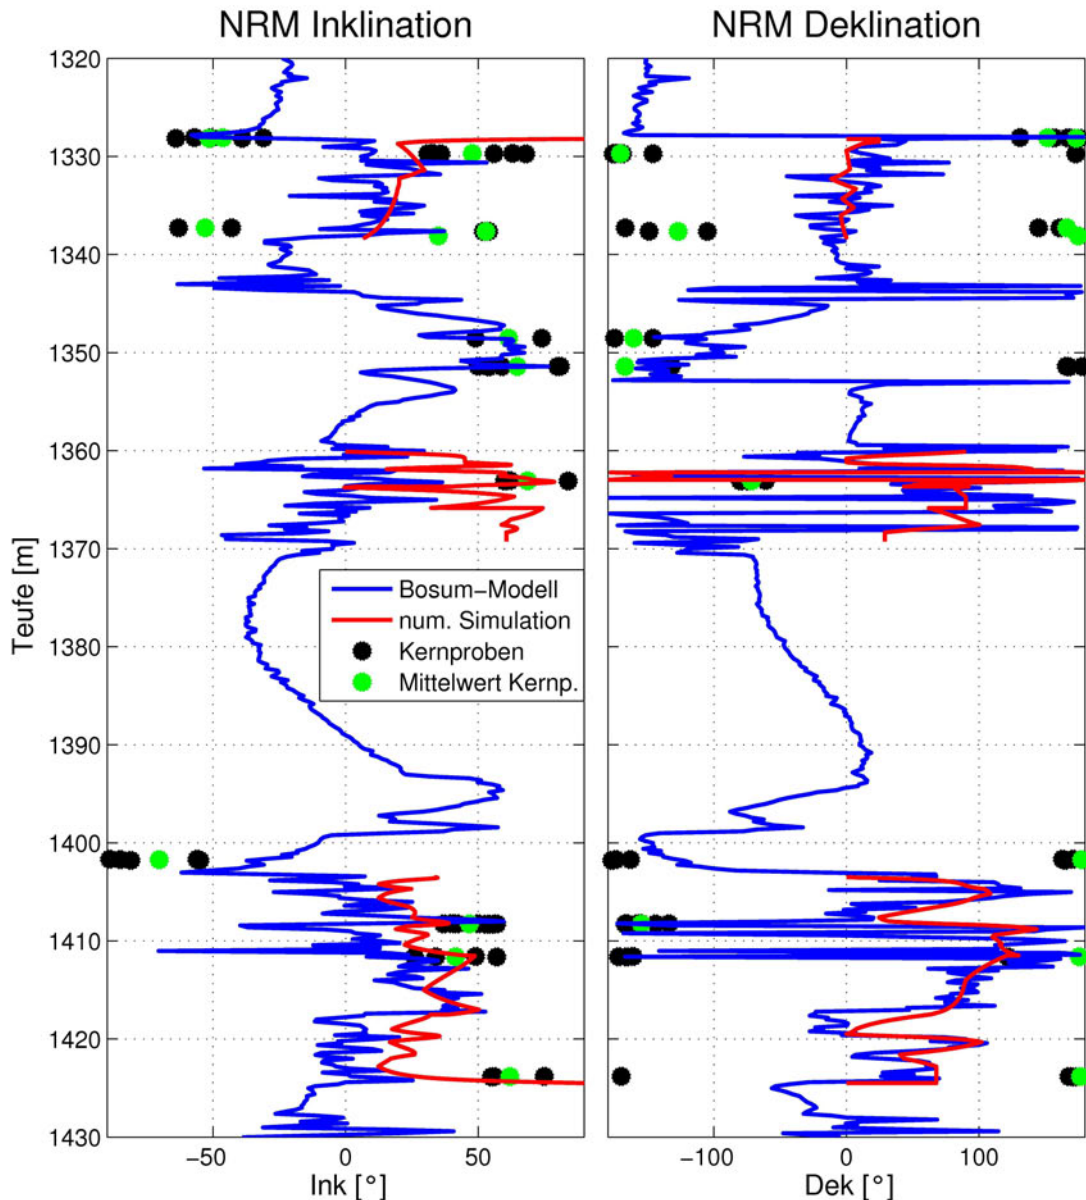 NRM Inklination
NRM Deklination
1320
1330
1340
1350
1360
1370
1380
1390
1400
1410
1420
1430
Teufe [m]
Bosum−Modell
num. Simulation
Kernproben
Mittelwert Kernp.
−50 0 50
Ink [°]
−100 0 100
Dek [°]